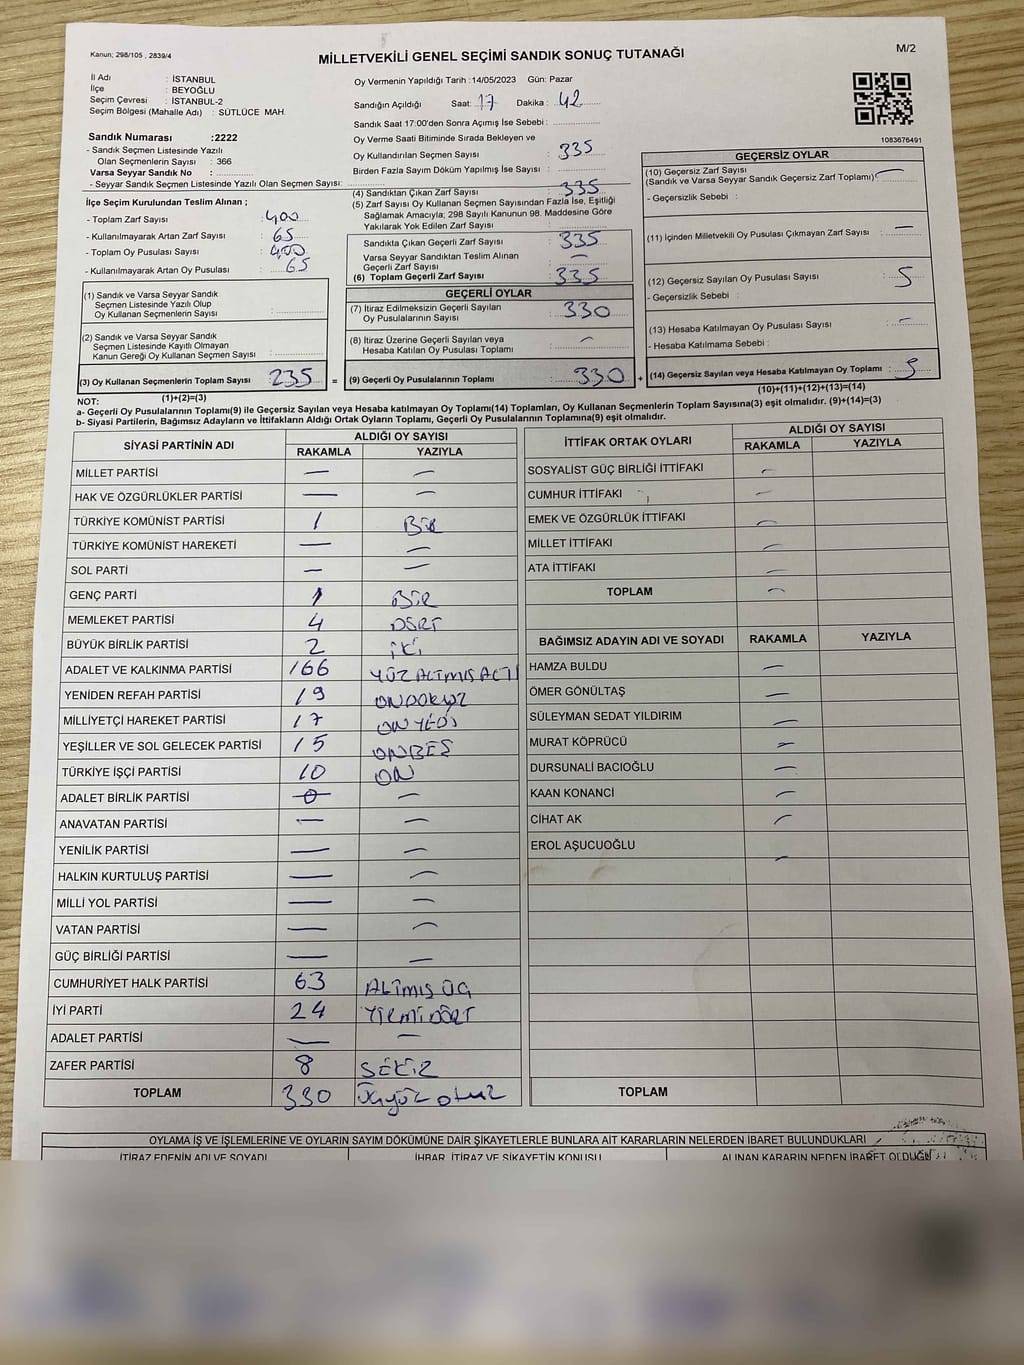 Kanun; 298/105 , 2839/4
MİLLETVEKİLİ GENEL SEÇİMİ SANDIK SONUÇ TUTANAĞI
M/2
İl Adı : İSTANBUL
İlçe : BEYOĞLU
Seçim Çevresi : İSTANBUL-2
Seçim Bölgesi (Mahalle Adı) : SÜTLÜCE MAH.
Sandık Numarası :2222
- Sandık Seçmen Listesinde Yazılı
Olan Seçmenlerin Sayısı : 366
Varsa Seyyar Sandık No :
- Seyyar Sandık Seçmen Listesinde Yazılı Olan Seçmen Sayısı:
İlçe Seçim Kurulundan Teslim Alınan ;
- Toplam Zarf Sayısı : 400
- Kullanılmayarak Artan Zarf Sayısı : 65
- Toplam Oy Pusulası Sayısı : 400
- Kullanılmayarak Artan Oy Pusulası : 65
Oy Vermenin Yapıldığı Tarih :14/05/2023 Gün: Pazar
Sandığın Açıldığı Saat: 17 Dakika : 42
Sandık Saat 17:00'den Sonra Açımış İse Sebebi :
Oy Verme Saati Bitiminde Sırada Bekleyen ve
Oy Kullandırılan Seçmen Sayısı : 335
Birden Fazla Sayım Döküm Yapılmış İse Sayısı :
(4) Sandıktan Çıkan Zarf Sayısı : 335
(5) Zarf Sayısı Oy Kullanan Seçmen Sayısından Fazla İse, Eşitliği
Sağlamak Amacıyla; 298 Sayılı Kanunun 98. Maddesine Göre
Yakılarak Yok Edilen Zarf Sayısı :
Sandıkta Çıkan Geçerli Zarf Sayısı : 335
Varsa Seyyar Sandıktan Teslim Alınan
Geçerli Zarf Sayısı : —
(6) Toplam Geçerli Zarf Sayısı : 335
1083676491
GEÇERSİZ OYLAR
(10) Geçersiz Zarf Sayısı
(Sandık ve Varsa Seyyar Sandık Geçersiz Zarf Toplamı): —
- Geçersizlik Sebebi :
(11) İçinden Milletvekili Oy Pusulası Çıkmayan Zarf Sayısı : —
(12) Geçersiz Sayılan Oy Pusulası Sayısı : 5
- Geçersizlik Sebebi :
(13) Hesaba Katılmayan Oy Pusulası Sayısı : —
- Hesaba Katılmama Sebebi :
(14) Geçersiz Sayılan veya Hesaba Katılmayan Oy Toplamı : 5
(10)+(11)+(12)+(13)=(14)
(1) Sandık ve Varsa Seyyar Sandık
Seçmen Listesinde Yazılı Olup
Oy Kullanan Seçmenlerin Sayısı :
(2) Sandık ve Varsa Seyyar Sandık
Seçmen Listesinde Kayıtlı Olmayan
Kanun Gereği Oy Kullanan Seçmen Sayısı :
(3) Oy Kullanan Seçmenlerin Toplam Sayısı : 235 =
(1)+(2)=(3)
GEÇERLİ OYLAR
(7) İtiraz Edilmeksizin Geçerli Sayılan
Oy Pusulalarının Sayısı : 330
(8) İtiraz Üzerine Geçerli Sayılan veya
Hesaba Katılan Oy Pusulası Toplamı : —
(9) Geçerli Oy Pusulalarının Toplamı : 330 +
NOT:
a- Geçerli Oy Pusulalarının Toplamı(9) ile Geçersiz Sayılan veya Hesaba katılmayan Oy Toplamı(14) Toplamları, Oy Kullanan Seçmenlerin Toplam Sayısına(3) eşit olmalıdır. (9)+(14)=(3)
b- Siyasi Partilerin, Bağımsız Adayların ve İttifakların Aldığı Ortak Oyların Toplamı, Geçerli Oy Pusulalarının Toplamına(9) eşit olmalıdır.
SİYASİ PARTİNİN ADI
ALDIĞI OY SAYISI
RAKAMLA YAZIYLA
MİLLET PARTİSİ — —
HAK VE ÖZGÜRLÜKLER PARTİSİ — —
TÜRKİYE KOMÜNİST PARTİSİ 1 BİR
TÜRKİYE KOMÜNİST HAREKETİ — —
SOL PARTİ — —
GENÇ PARTİ 1 BİR
MEMLEKET PARTİSİ 4 DÖRT
BÜYÜK BİRLİK PARTİSİ 2 İKİ
ADALET VE KALKINMA PARTİSİ 166 YÜZALTMIŞALTI
YENİDEN REFAH PARTİSİ 19 ONDOKUZ
MİLLİYETÇİ HAREKET PARTİSİ 17 ONYEDİ
YEŞİLLER VE SOL GELECEK PARTİSİ 15 ONBEŞ
TÜRKİYE İŞÇİ PARTİSİ 10 ON
ADALET BİRLİK PARTİSİ 0 —
ANAVATAN PARTİSİ — —
YENİLİK PARTİSİ — —
HALKIN KURTULUŞ PARTİSİ — —
MİLLİ YOL PARTİSİ — —
VATAN PARTİSİ — —
GÜÇ BİRLİĞİ PARTİSİ — —
CUMHURİYET HALK PARTİSİ 63 ALTMIŞ ÜÇ
İYİ PARTİ 24 YİRMİDÖRT
ADALET PARTİSİ — —
ZAFER PARTİSİ 8 SEKİZ
TOPLAM 330 üçyüz otuz
İTTİFAK ORTAK OYLARI
ALDIĞI OY SAYISI
RAKAMLA YAZIYLA
SOSYALİST GÜÇ BİRLİĞİ İTTİFAKI —
CUMHUR İTTİFAKI —
EMEK VE ÖZGÜRLÜK İTTİFAKI —
MİLLET İTTİFAKI —
ATA İTTİFAKI —
TOPLAM —
BAĞIMSIZ ADAYIN ADI VE SOYADI RAKAMLA YAZIYLA
HAMZA BULDU —
ÖMER GÖNÜLTAŞ —
SÜLEYMAN SEDAT YILDIRIM —
MURAT KÖPRÜCÜ —
DURSUNALİ BACIOĞLU —
KAAN KONANCİ —
CİHAT AK —
EROL AŞUCUOĞLU —
TOPLAM
OYLAMA İŞ VE İŞLEMLERİNE VE OYLARIN SAYIM DÖKÜMÜNE DAİR ŞİKAYETLERLE BUNLARA AİT KARARLARIN NELERDEN İBARET BULUNDUKLARI
İTİRAZ EDENİN ADI VE SOYADI İHBAR, İTİRAZ VE ŞİKAYETİN KONUSU ALINAN KARARIN NEDEN İBARET OLDUĞU